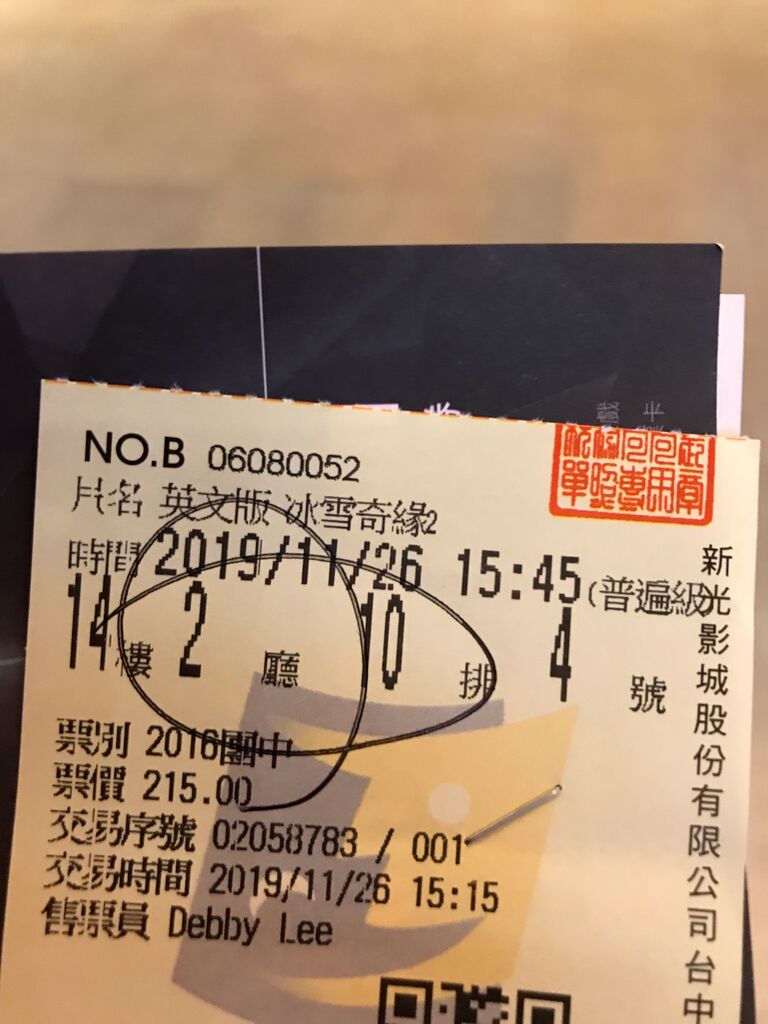 NO.B 06080052
片名 英文版 冰雪奇緣2
時間 2019/11/26 15:45 (普遍級)
14樓 2 廳 10 排 4 號
票別 2016團中
票價 215.00
交易序號 02058783 / 001
交易時間 2019/11/26 15:15
售票員 Debby Lee
新光影城股份有限公司台中